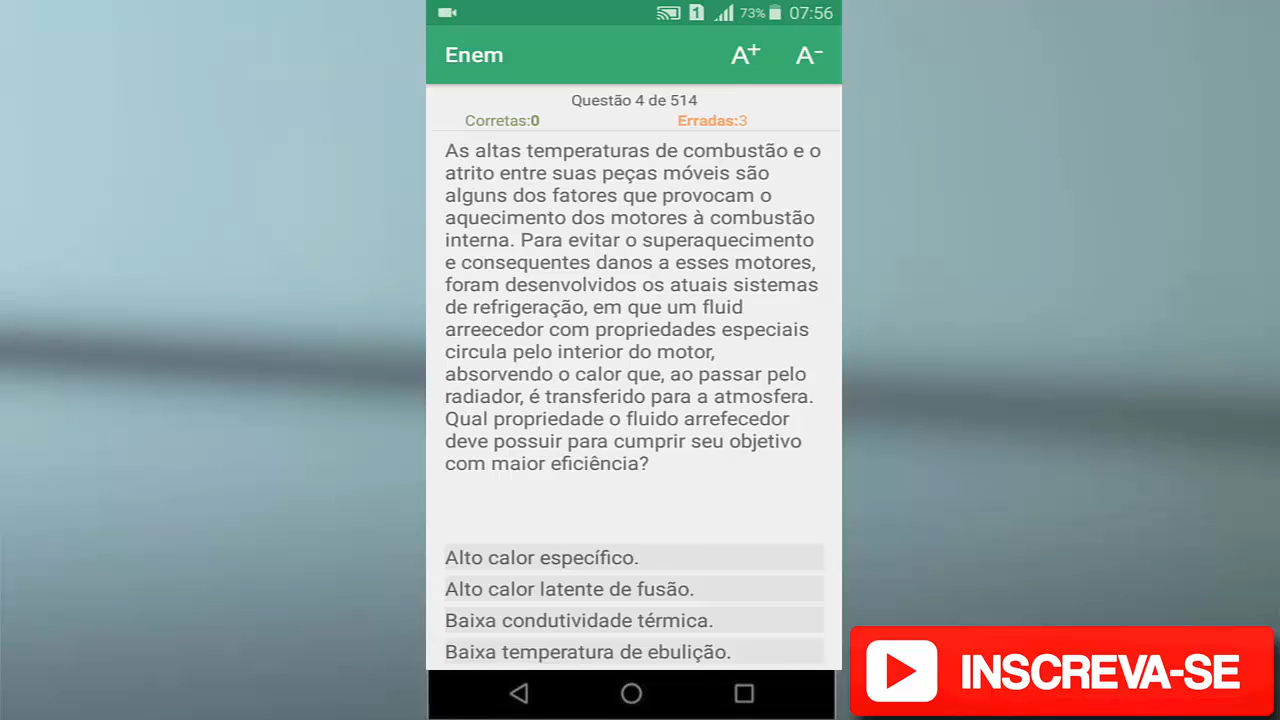 1 73% 07:56
Enem A+ A-
Questão 4 de 514
Corretas:0 Erradas:3
As altas temperaturas de combustão e o
atrito entre suas peças móveis são
alguns dos fatores que provocam o
aquecimento dos motores à combustão
interna. Para evitar o superaquecimento
e consequentes danos a esses motores,
foram desenvolvidos os atuais sistemas
de refrigeração, em que um fluid
arreecedor com propriedades especiais
circula pelo interior do motor,
absorvendo o calor que, ao passar pelo
radiador, é transferido para a atmosfera.
Qual propriedade o fluido arrefecedor
deve possuir para cumprir seu objetivo
com maior eficiência?
Alto calor específico.
Alto calor latente de fusão.
Baixa condutividade térmica.
Baixa temperatura de ebulição.
INSCREVA-SE